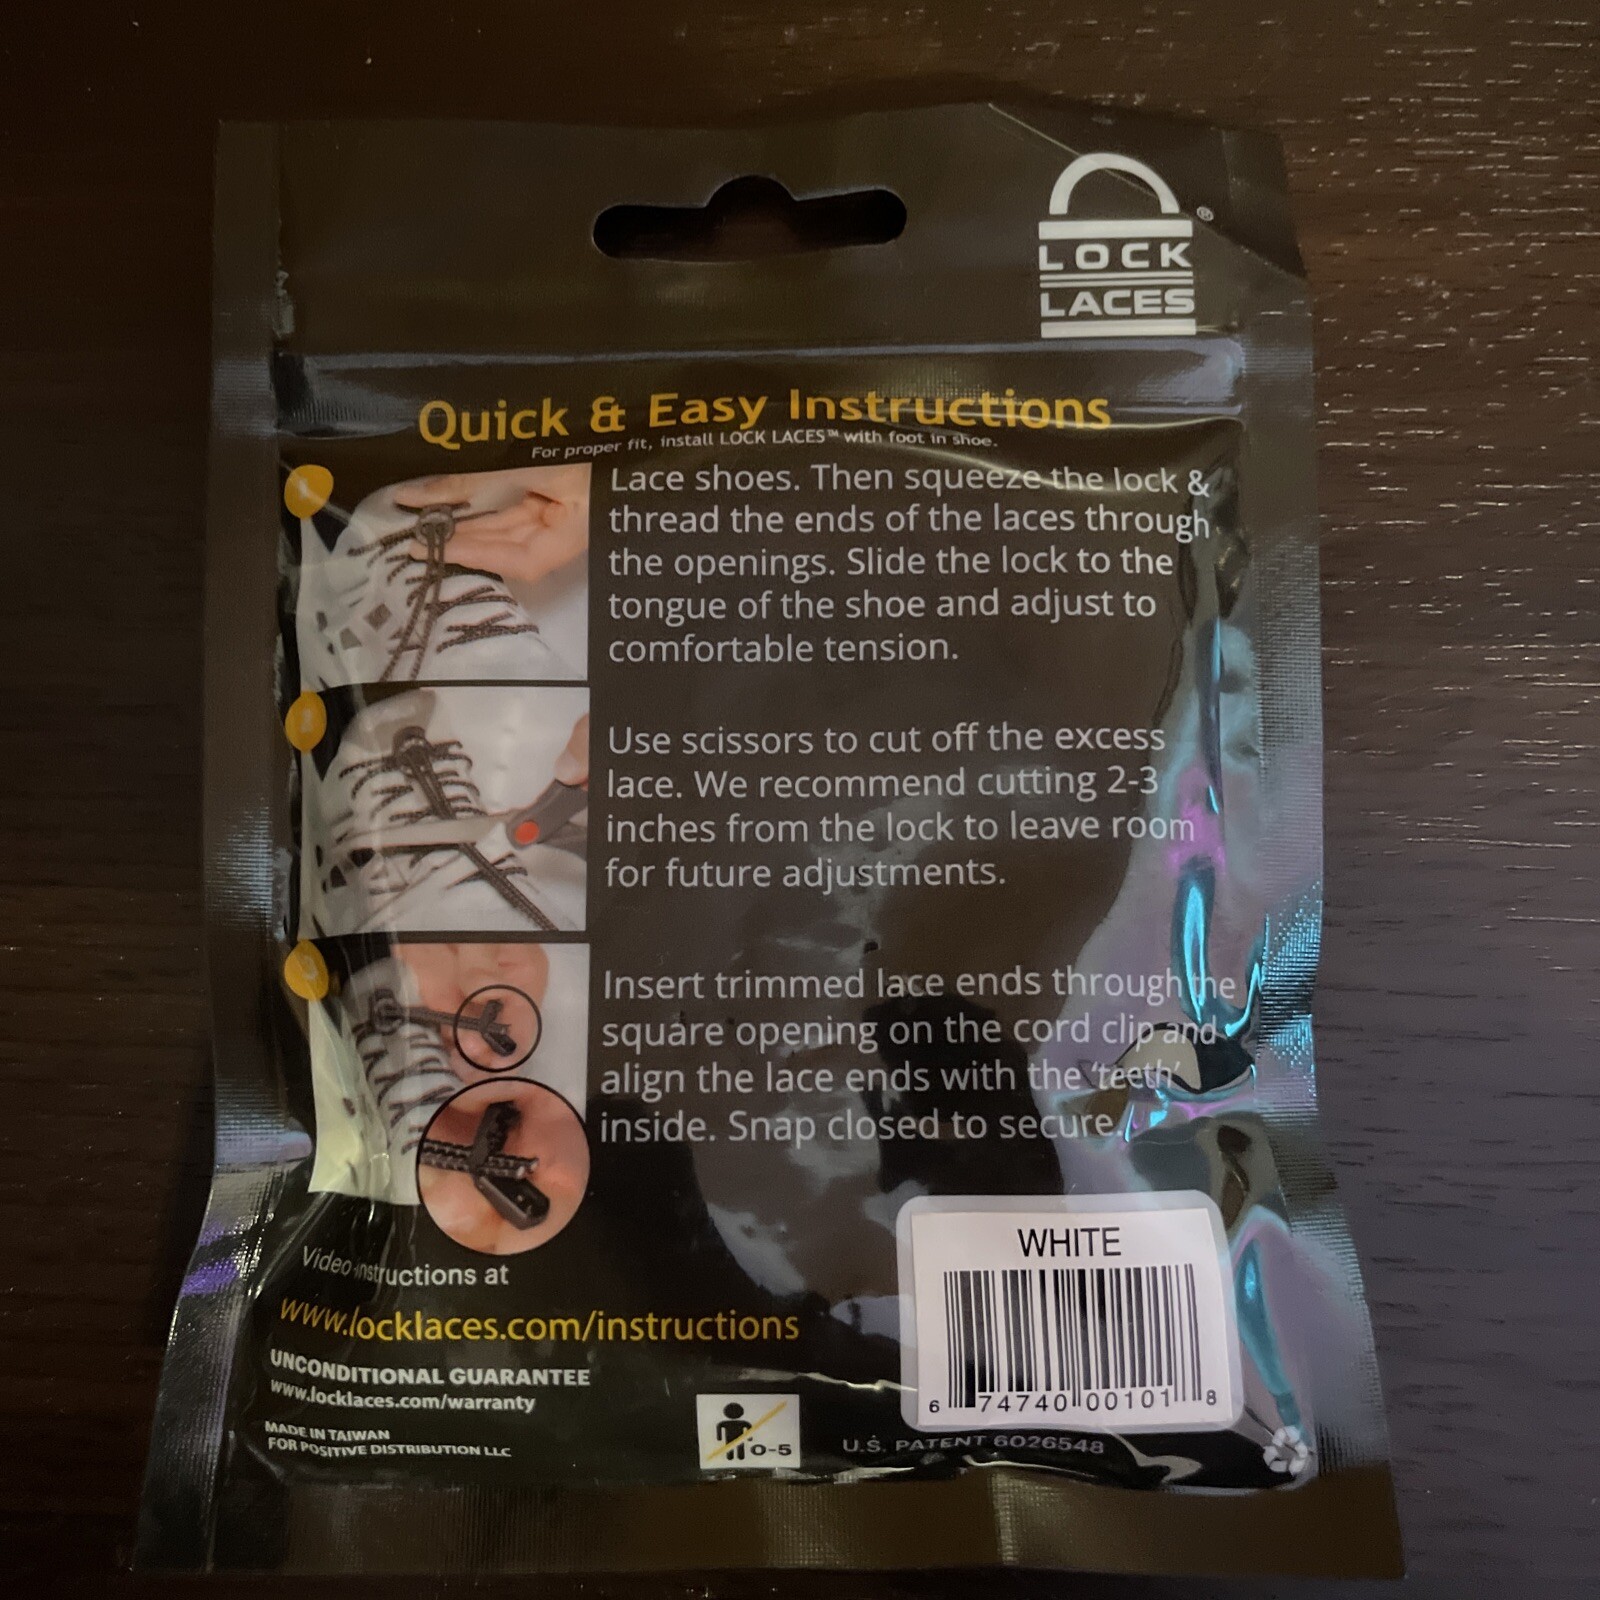 LOCK
LACES
®
Quick & Easy Instructions
For proper fit, install LOCK LACES™ with foot in shoe.
1
Lace shoes. Then squeeze the lock &
thread the ends of the laces through
the openings. Slide the lock to the
tongue of the shoe and adjust to
comfortable tension.
2
Use scissors to cut off the excess
lace. We recommend cutting 2-3
inches from the lock to leave room
for future adjustments.
3
Insert trimmed lace ends through the
square opening on the cord clip and
align the lace ends with the ‘teeth’
inside. Snap closed to secure.
Video instructions at
www.locklaces.com/instructions
UNCONDITIONAL GUARANTEE
www.locklaces.com/warranty
MADE IN TAIWAN
FOR POSITIVE DISTRIBUTION LLC
0-5
U.S. PATENT 6026548
WHITE
6 74740 00101 8